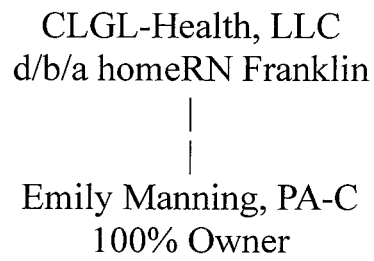 CLGL-Health, LLC
d/b/a homeRN Franklin
Emily Manning, PA-C
100% Owner